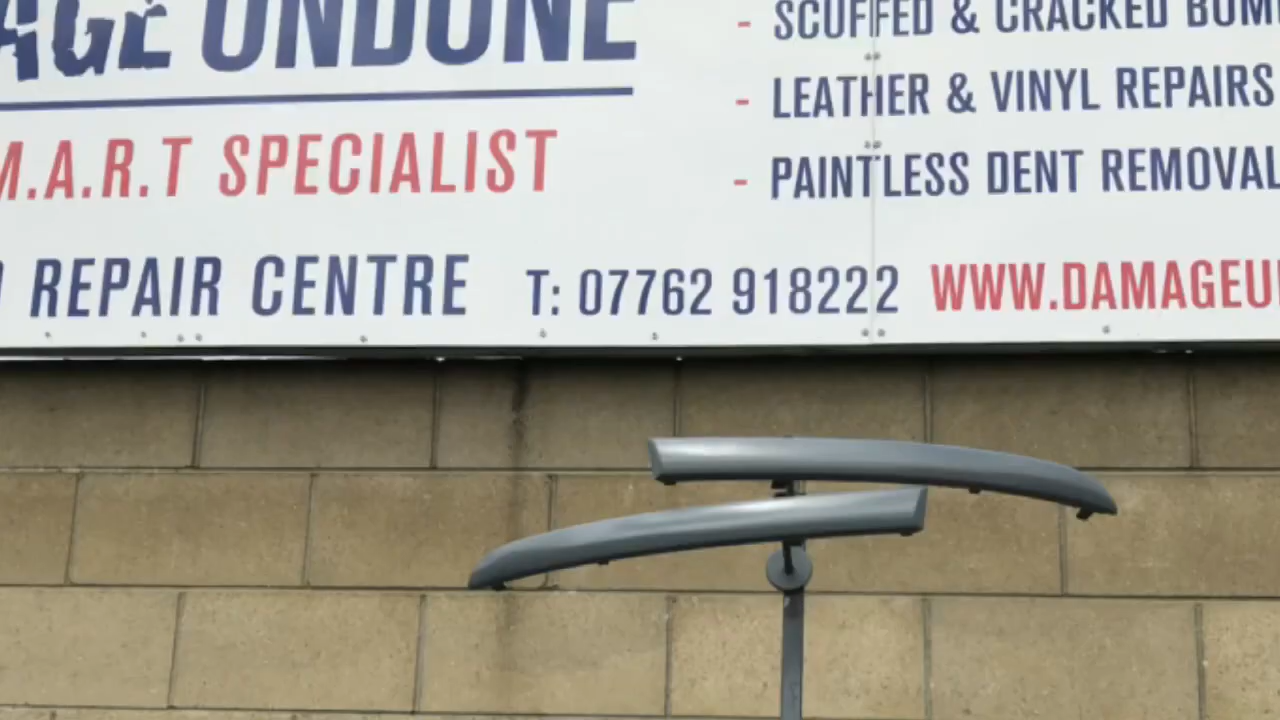 AGE UNDONE
M.A.R.T SPECIALIST
REPAIR CENTRE T: 07762 918222 WWW.DAMAGEU
- SCUFFED & CRACKED BUM
- LEATHER & VINYL REPAIRS
- PAINTLESS DENT REMOVAL